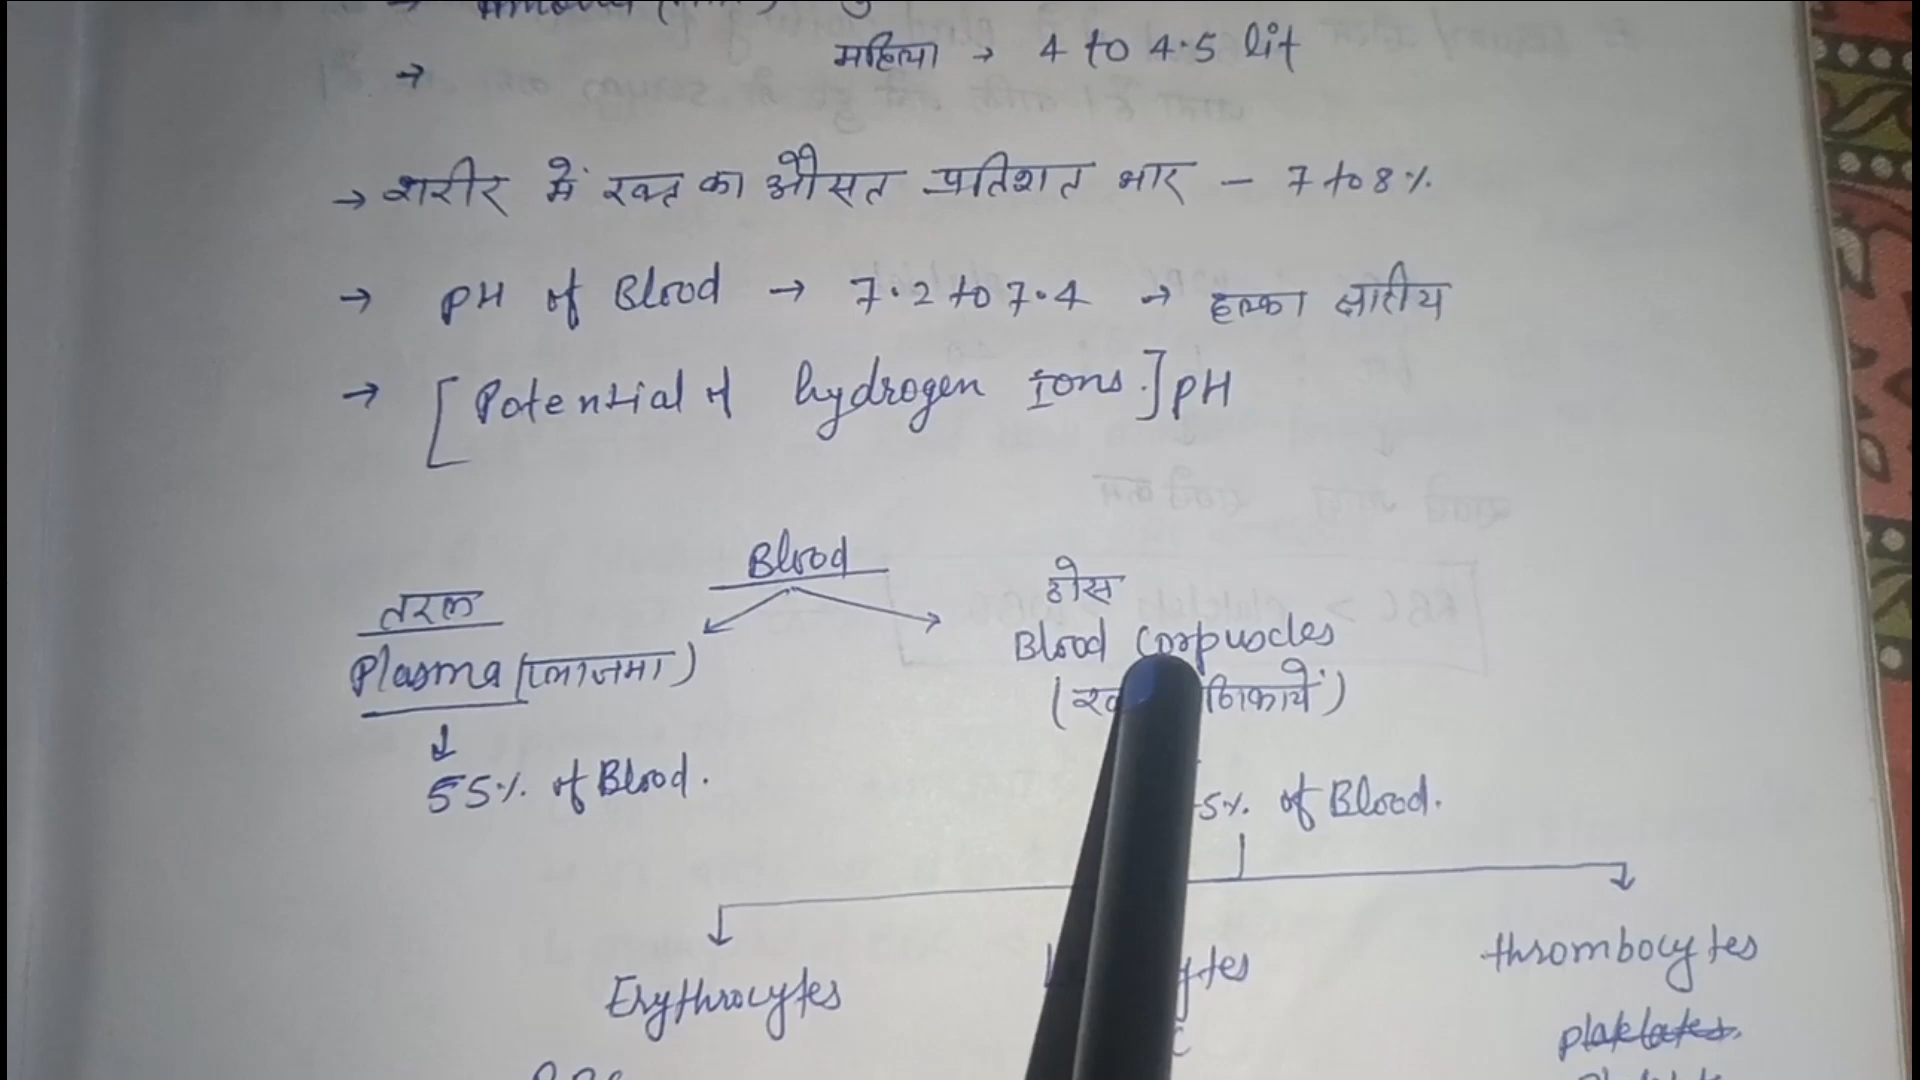 महिला → 4 to 4.5 lit
→
→ शरीर में रक्त का औसत प्रतिशत भार - 7 to 8 %
→ pH of Blood → 7.2 to 7.4 → हल्का क्षारीय
→ [Potential of hydrogen Ions.] pH
Blood
तरल
Plasma (प्लाजमा)
↓
55% of Blood.
ठोस
Blood Corpuscles
5% of Blood.
Erythrocytes
thrombocytes